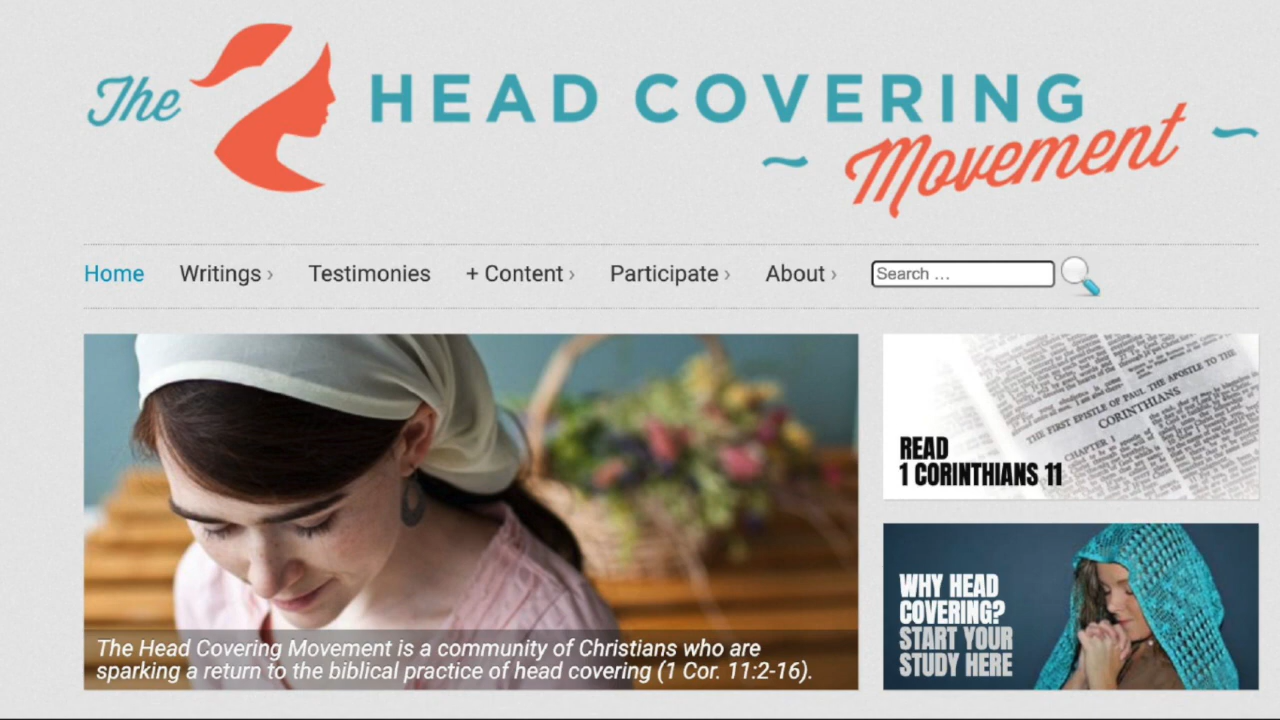 The HEAD COVERING
~ Movement ~
Home Writings › Testimonies + Content › Participate › About › Search ...
The Head Covering Movement is a community of Christians who are
sparking a return to the biblical practice of head covering (1 Cor. 11:2-16).
THE FIRST EPISTLE OF PAUL THE APOSTLE TO THE
CORINTHIANS
CHAPTER 1
READ
1 CORINTHIANS 11
WHY HEAD
COVERING?
START YOUR
STUDY HERE